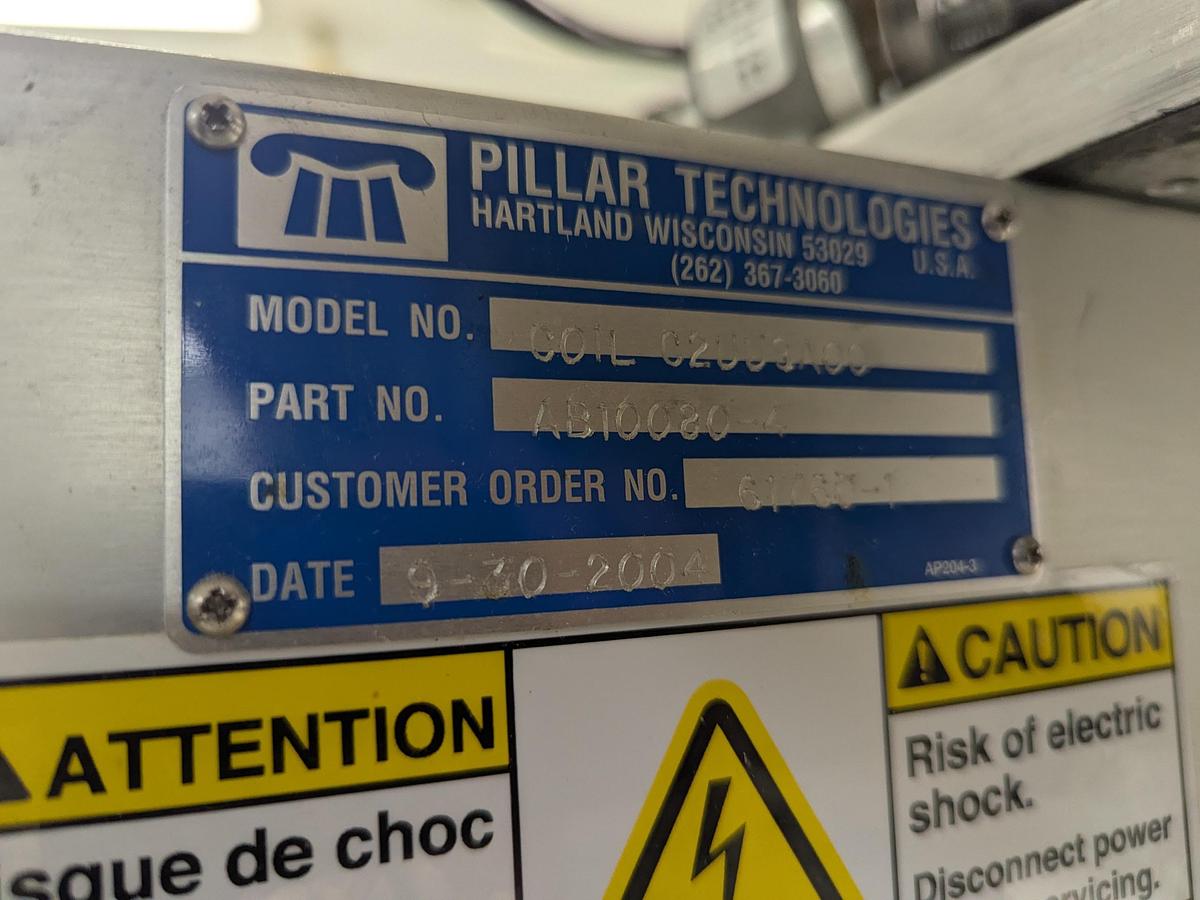 PILLAR TECHNOLOGIES
HARTLAND WISCONSIN 53029 U.S.A.
(262) 367-3060
MODEL NO. COIL
PART NO. AB10080-4
CUSTOMER ORDER NO.
DATE 9-30-2004
AP204-3
ATTENTION
de choc
CAUTION
Risk of electric
shock.
Disconnect power